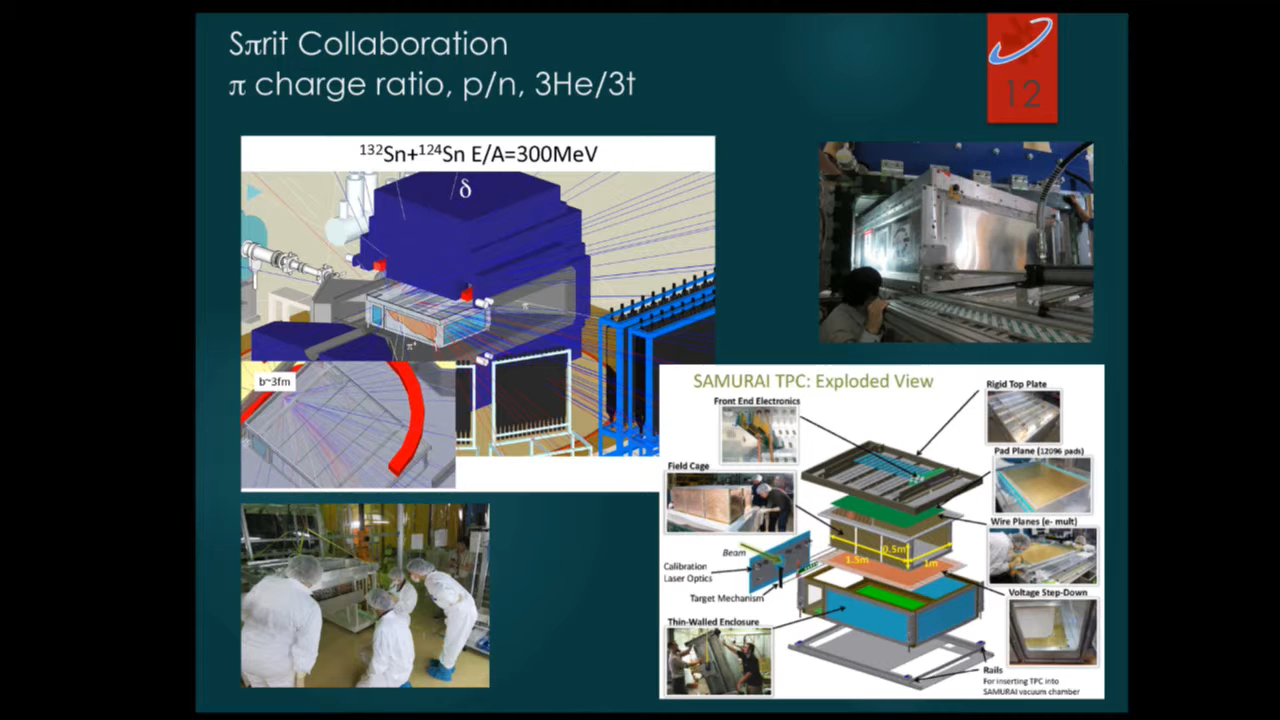 Sπrit Collaboration
π charge ratio, p/n, 3He/3t
12
¹³²Sn+¹²⁴Sn E/A=300MeV
δ
π⁻
π⁺
b~3fm
SAMURAI TPC: Exploded View
Rigid Top Plate
Front End Electronics
Pad Plane (12096 pads)
Field Cage
Wire Planes (e- mult)
0.5m
1.5m
1m
Beam
Calibration
Laser Optics
Target Mechanism
Voltage Step-Down
Thin-Walled Enclosure
Rails
For inserting TPC into
SAMURAI vacuum chamber